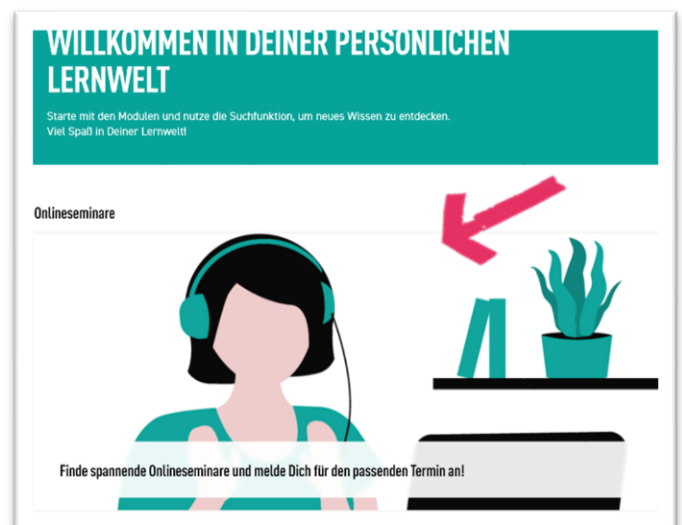 WILLKOMMEN IN DEINER PERSÖNLICHEN
LERNWELT
Starte mit den Modulen und nutze die Suchfunktion, um neues Wissen zu entdecken.
Viel Spaß in Deiner Lernwelt!
Onlineseminare
Finde spannende Onlineseminare und melde Dich für den passenden Termin an!